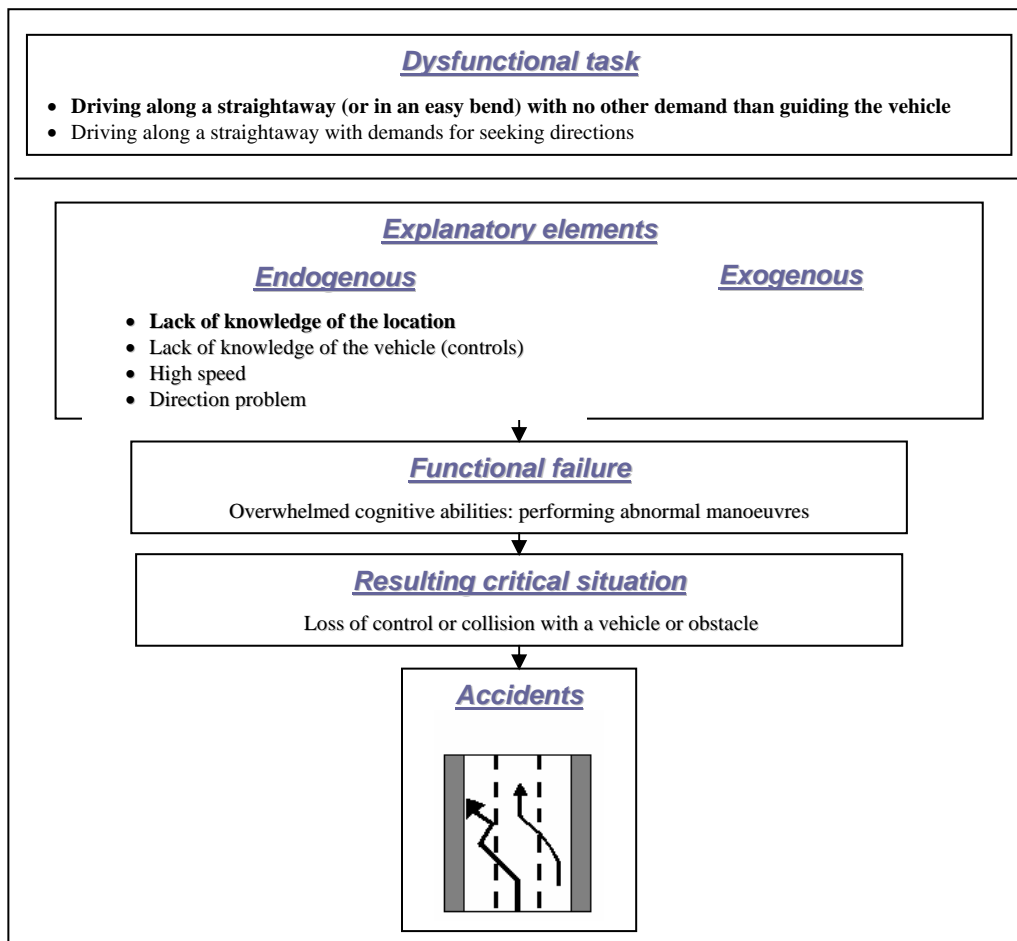 Dysfunctional task
• Driving along a straightaway (or in an easy bend) with no other demand than guiding the vehicle
• Driving along a straightaway with demands for seeking directions
Explanatory elements
Endogenous
Exogenous
• Lack of knowledge of the location
• Lack of knowledge of the vehicle (controls)
• High speed
• Direction problem
Functional failure
Overwhelmed cognitive abilities: performing abnormal manoeuvres
Resulting critical situation
Loss of control or collision with a vehicle or obstacle
Accidents